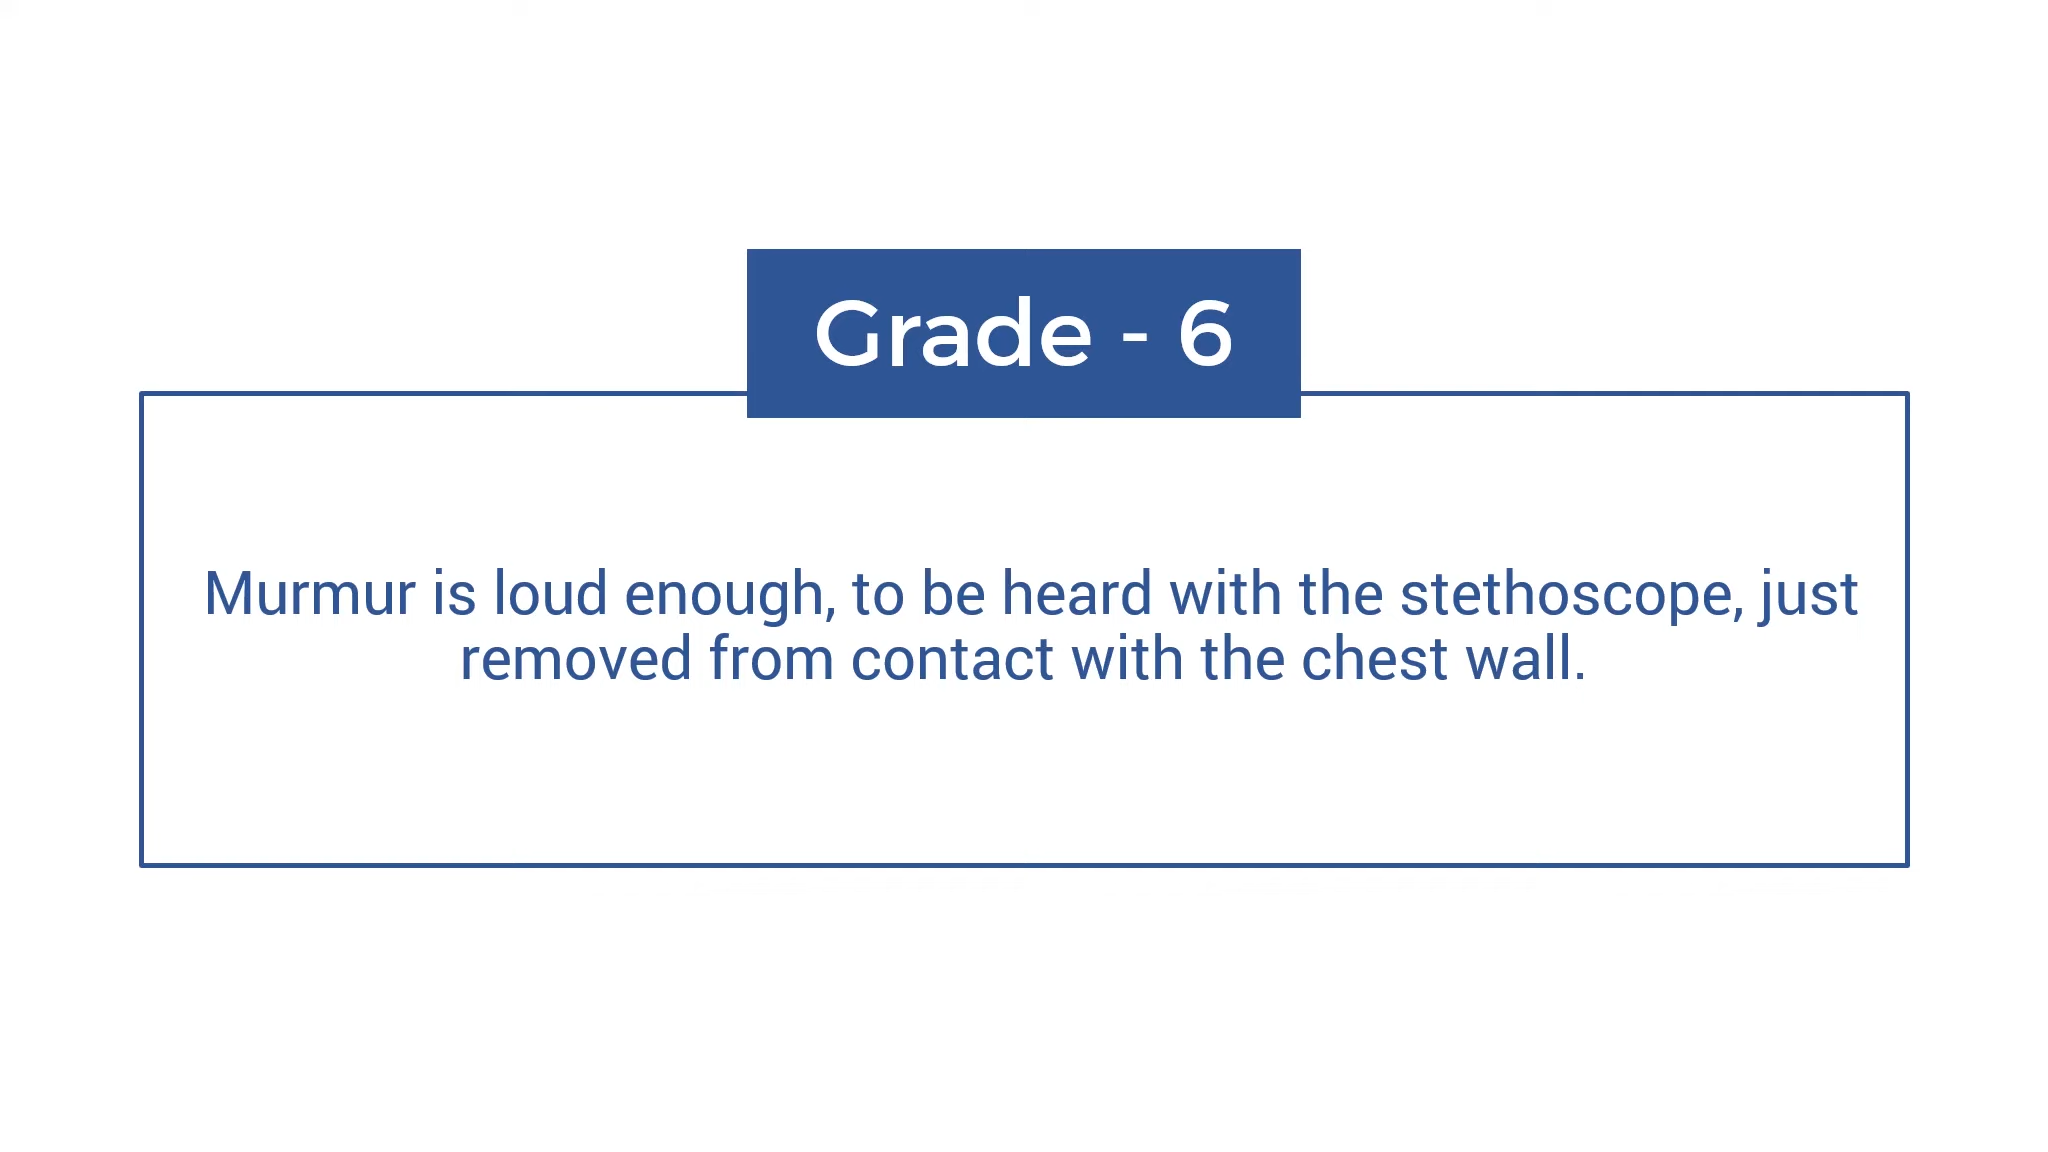 Grade - 6
Murmur is loud enough, to be heard with the stethoscope, just
removed from contact with the chest wall.